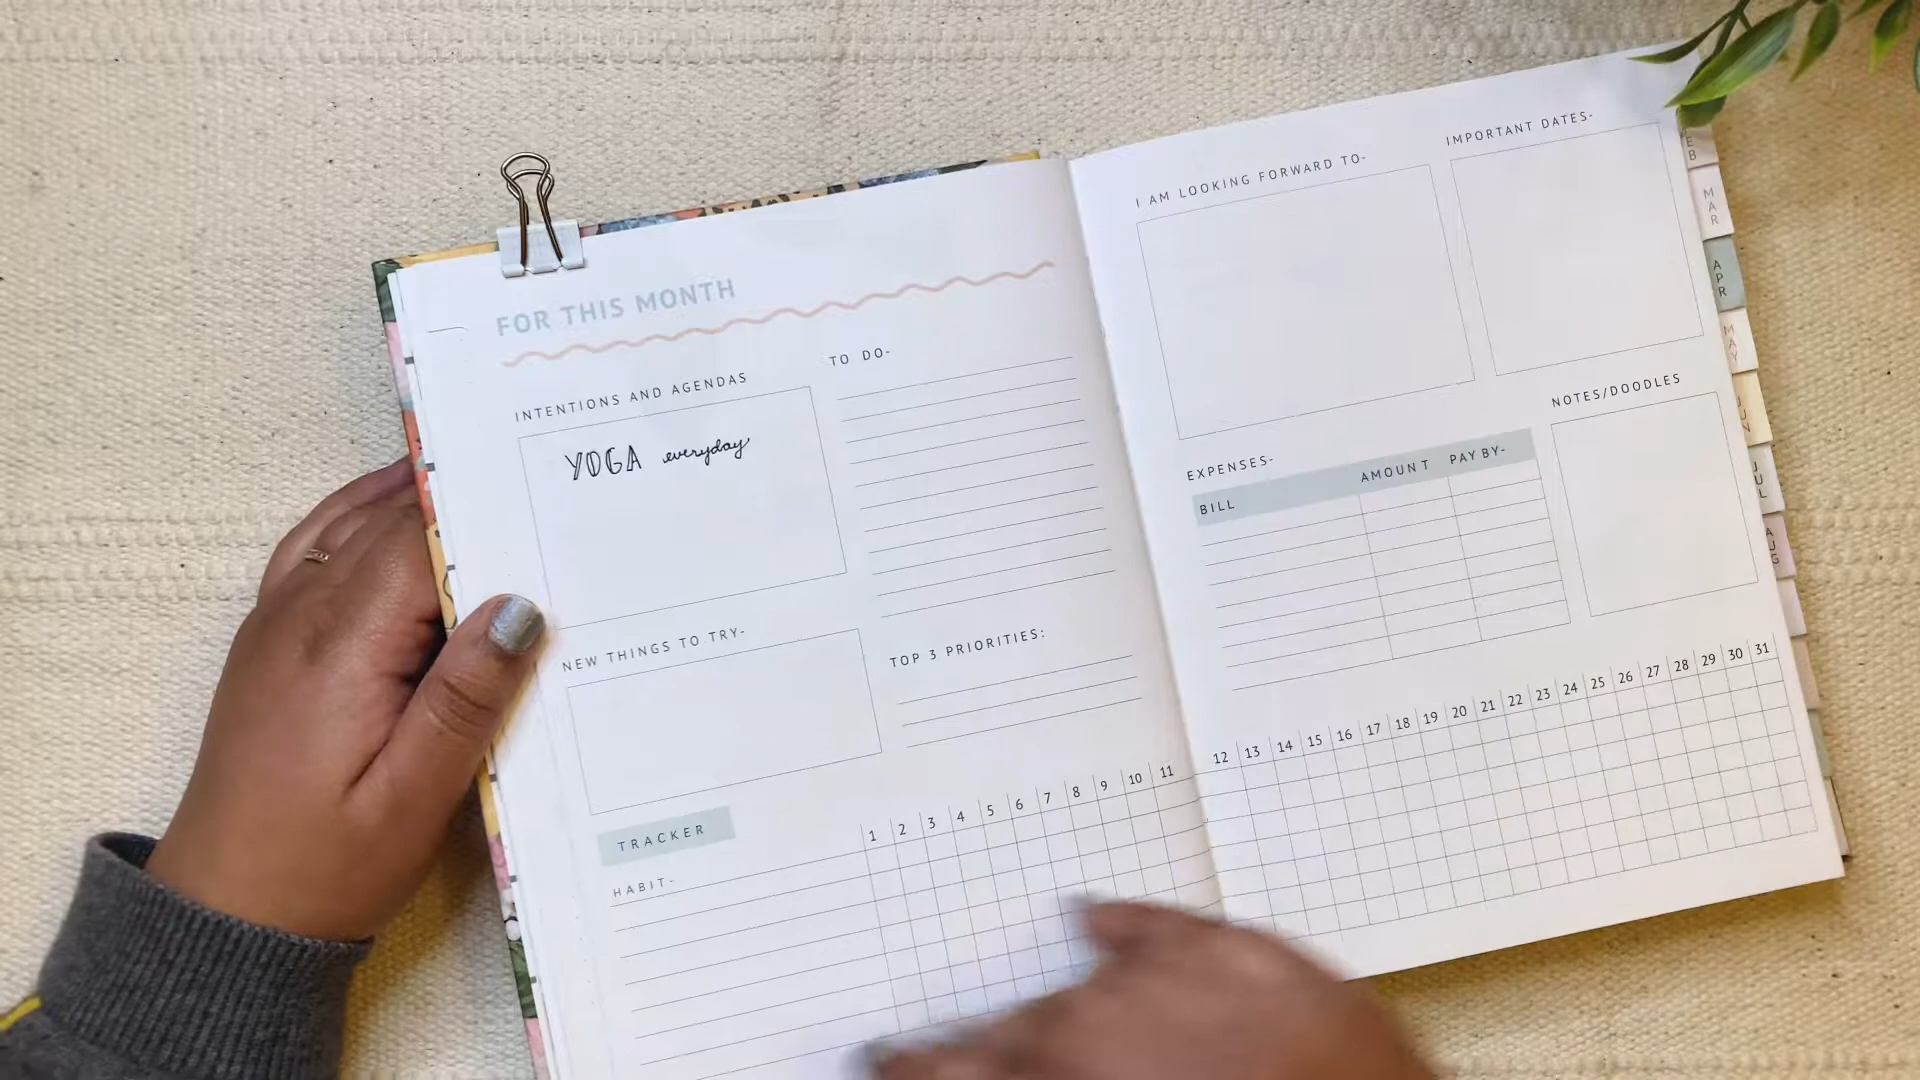 FOR THIS MONTH
INTENTIONS AND AGENDAS
YOGA everyday
TO DO-
NEW THINGS TO TRY-
TOP 3 PRIORITIES:
TRACKER
HABIT-
1 2 3 4 5 6 7 8 9 10 11
I AM LOOKING FORWARD TO-
IMPORTANT DATES-
EXPENSES-
BILL AMOUNT PAY BY-
NOTES/DOODLES
12 13 14 15 16 17 18 19 20 21 22 23 24 25 26 27 28 29 30 31
EB
MAR
APR
MAY
JUN
JUL
AUG